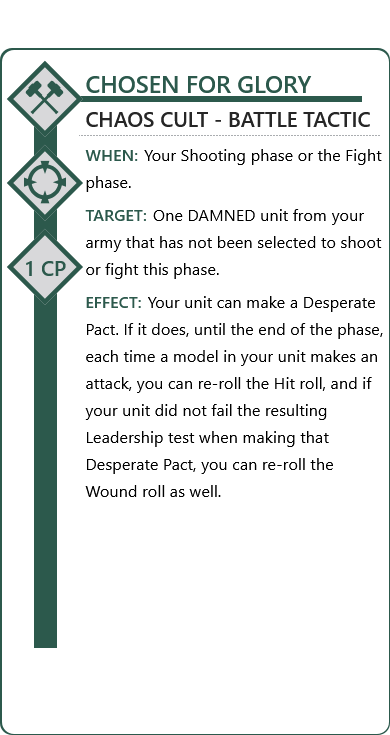 CHOSEN FOR GLORY
CHAOS CULT - BATTLE TACTIC
WHEN: Your Shooting phase or the Fight
phase.
TARGET: One DAMNED unit from your
army that has not been selected to shoot
1 CP
or fight this phase.
EFFECT: Your unit can make a Desperate
Pact. If it does, until the end of the phase,
each time a model in your unit makes an
attack, you can re-roll the Hit roll, and if
your unit did not fail the resulting
Leadership test when making that
Desperate Pact, you can re-roll the
Wound roll as well.